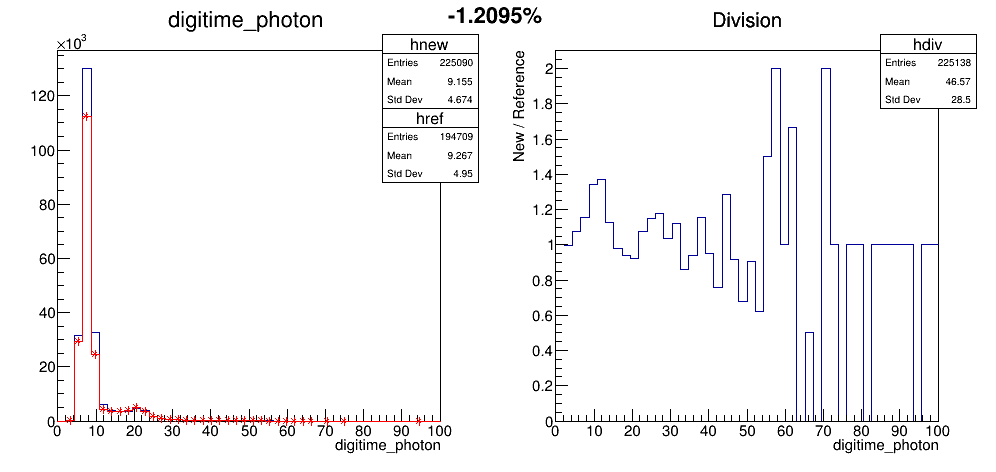 -1.2095%
digitime_photon
×10³
hnew
Entries 225090
Mean 9.155
Std Dev 4.674
href
Entries 194709
Mean 9.267
Std Dev 4.95
120
100
80
60
40
20
0
0 10 20 30 40 50 60 70 80 90 100
digitime_photon
Division
hdiv
Entries 225138
Mean 46.57
Std Dev 28.5
New / Reference
2
1.8
1.6
1.4
1.2
1
0.8
0.6
0.4
0.2
0
0 10 20 30 40 50 60 70 80 90 100
digitime_photon